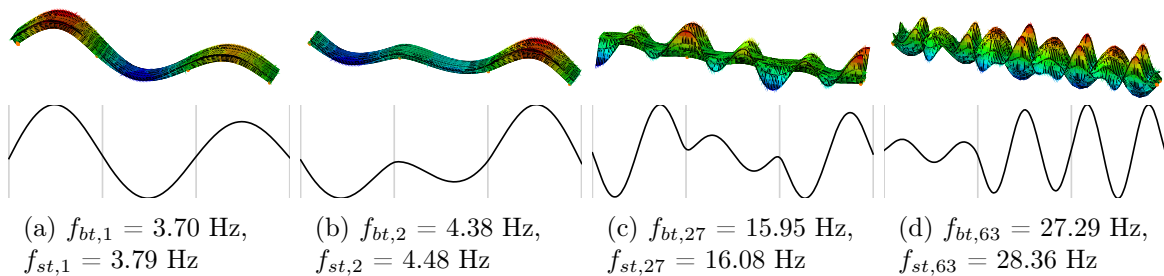 (a) f_{bt,1} = 3.70 Hz,
f_{st,1} = 3.79 Hz
(b) f_{bt,2} = 4.38 Hz,
f_{st,2} = 4.48 Hz
(c) f_{bt,27} = 15.95 Hz,
f_{st,27} = 16.08 Hz
(d) f_{bt,63} = 27.29 Hz,
f_{st,63} = 28.36 Hz